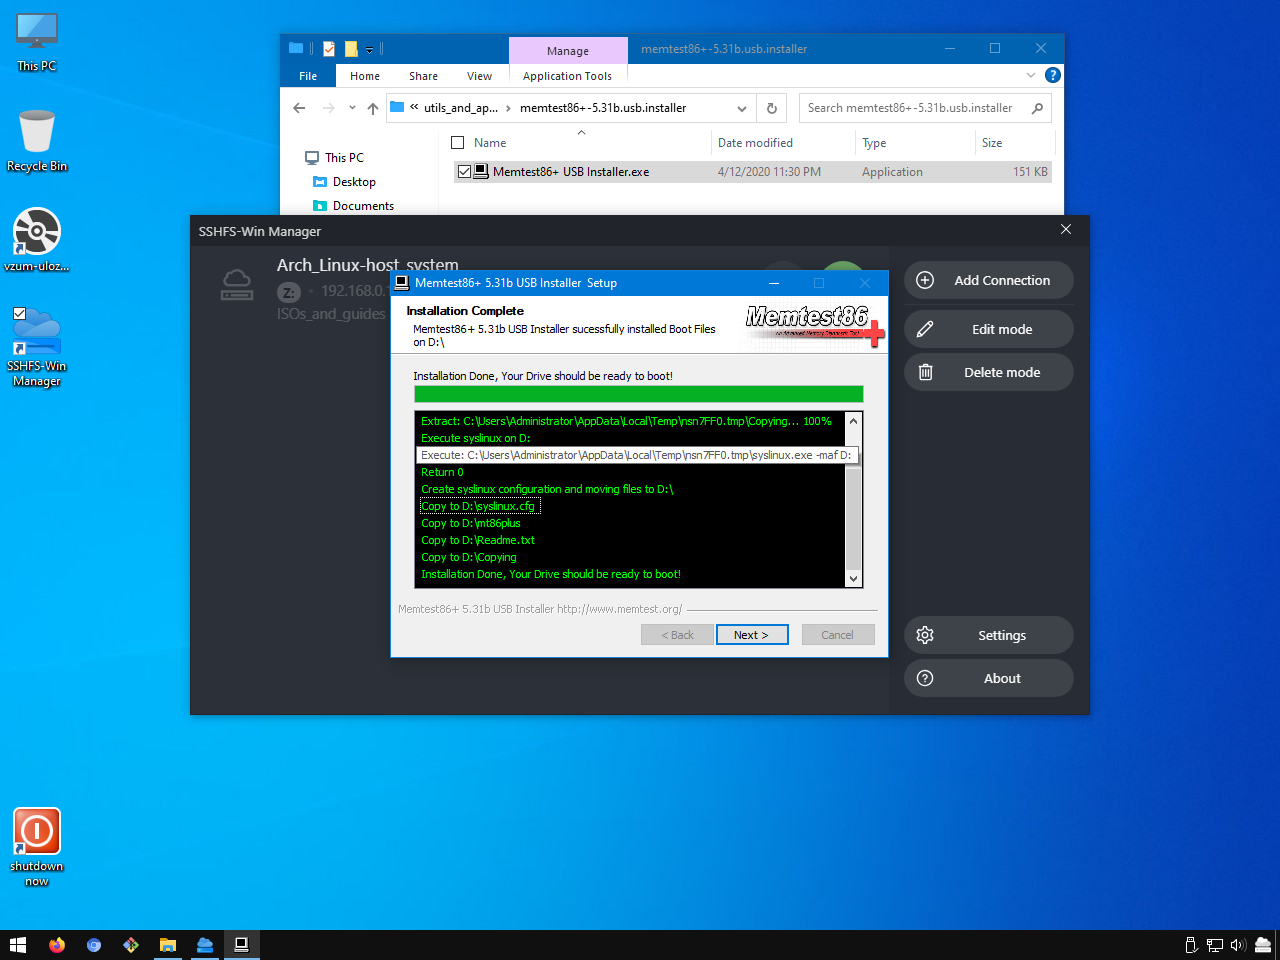 This PC
Recycle Bin
vzum-uloz...
SSHFS-Win
Manager
shutdown
now
Manage
memtest86+-5.31b.usb.installer
File
Home
Share
View
Application Tools
« utils_and_ap... › memtest86+-5.31b.usb.installer
Search memtest86+-5.31b.usb.installer
Name
Date modified
Type
Size
This PC
Desktop
Documents
Memtest86+ USB Installer.exe
4/12/2020 11:30 PM
Application
151 KB
SSHFS-Win Manager
Arch_Linux-host_system
Z:
• 192.168.0.
ISOs_and_guides
Add Connection
Edit mode
Delete mode
Settings
About
Memtest86+ 5.31b USB Installer Setup
Installation Complete
Memtest86+ 5.31b USB Installer sucessfully installed Boot Files
on D:\
Memtest86
An Advanced Memory Diagnostic Tool
Installation Done, Your Drive should be ready to boot!
Extract: C:\Users\Administrator\AppData\Local\Temp\nsn7FF0.tmp\Copying... 100%
Execute syslinux on D:
Execute: C:\Users\Administrator\AppData\Local\Temp\nsn7FF0.tmp\syslinux.exe -maf D:
Return 0
Create syslinux configuration and moving files to D:\
Copy to D:\syslinux.cfg
Copy to D:\mt86plus
Copy to D:\Readme.txt
Copy to D:\Copying
Installation Done, Your Drive should be ready to boot!
Memtest86+ 5.31b USB Installer http://www.memtest.org/
< Back
Next >
Cancel